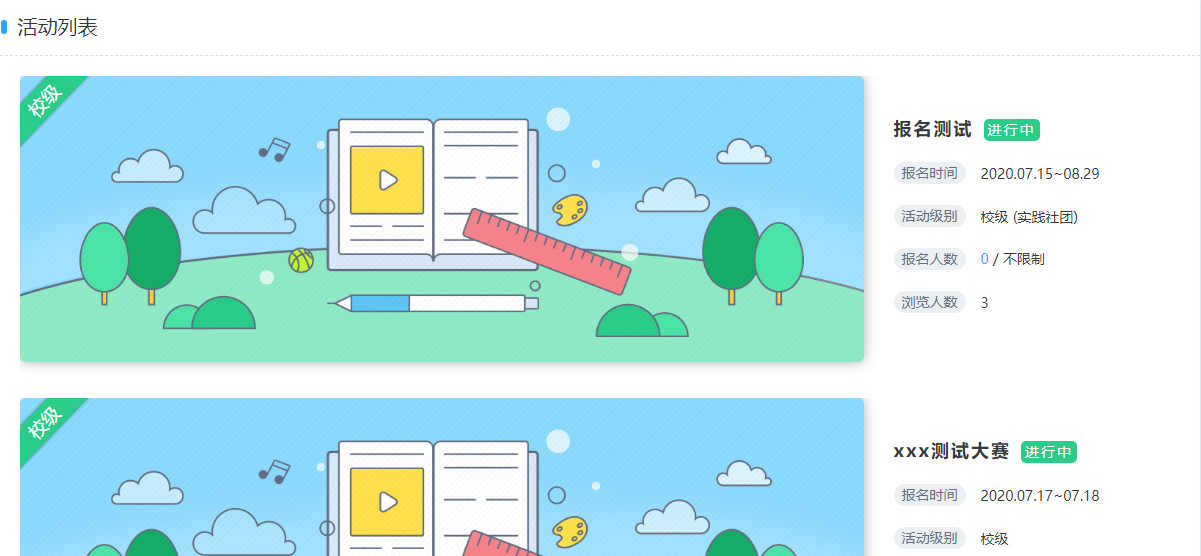 活动列表
校级
报名测试 进行中
报名时间 2020.07.15~08.29
活动级别 校级 (实践社团)
报名人数 0 / 不限制
浏览人数 3
校级
xxx测试大赛 进行中
报名时间 2020.07.17~07.18
活动级别 校级